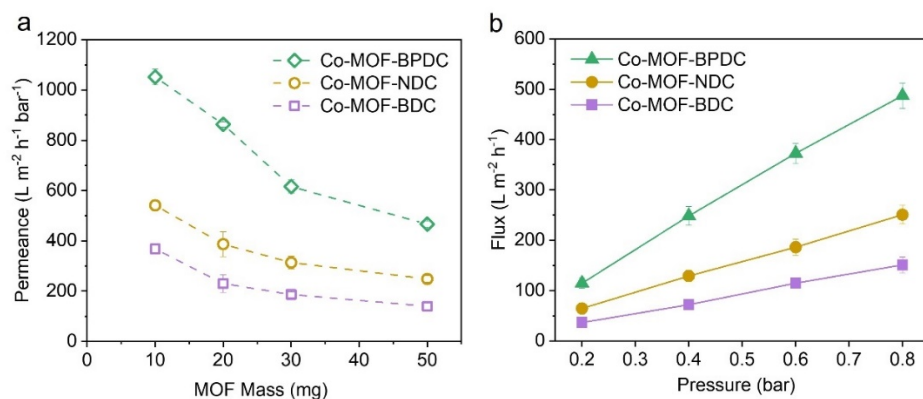 a
Permeance (L m⁻² h⁻¹ bar⁻¹)
1200
1000
800
600
400
200
0
Co-MOF-BPDC
Co-MOF-NDC
Co-MOF-BDC
0 10 20 30 40 50
MOF Mass (mg)
b
Flux (L m⁻² h⁻¹)
600
500
400
300
200
100
0
Co-MOF-BPDC
Co-MOF-NDC
Co-MOF-BDC
0.2 0.3 0.4 0.5 0.6 0.7 0.8
Pressure (bar)